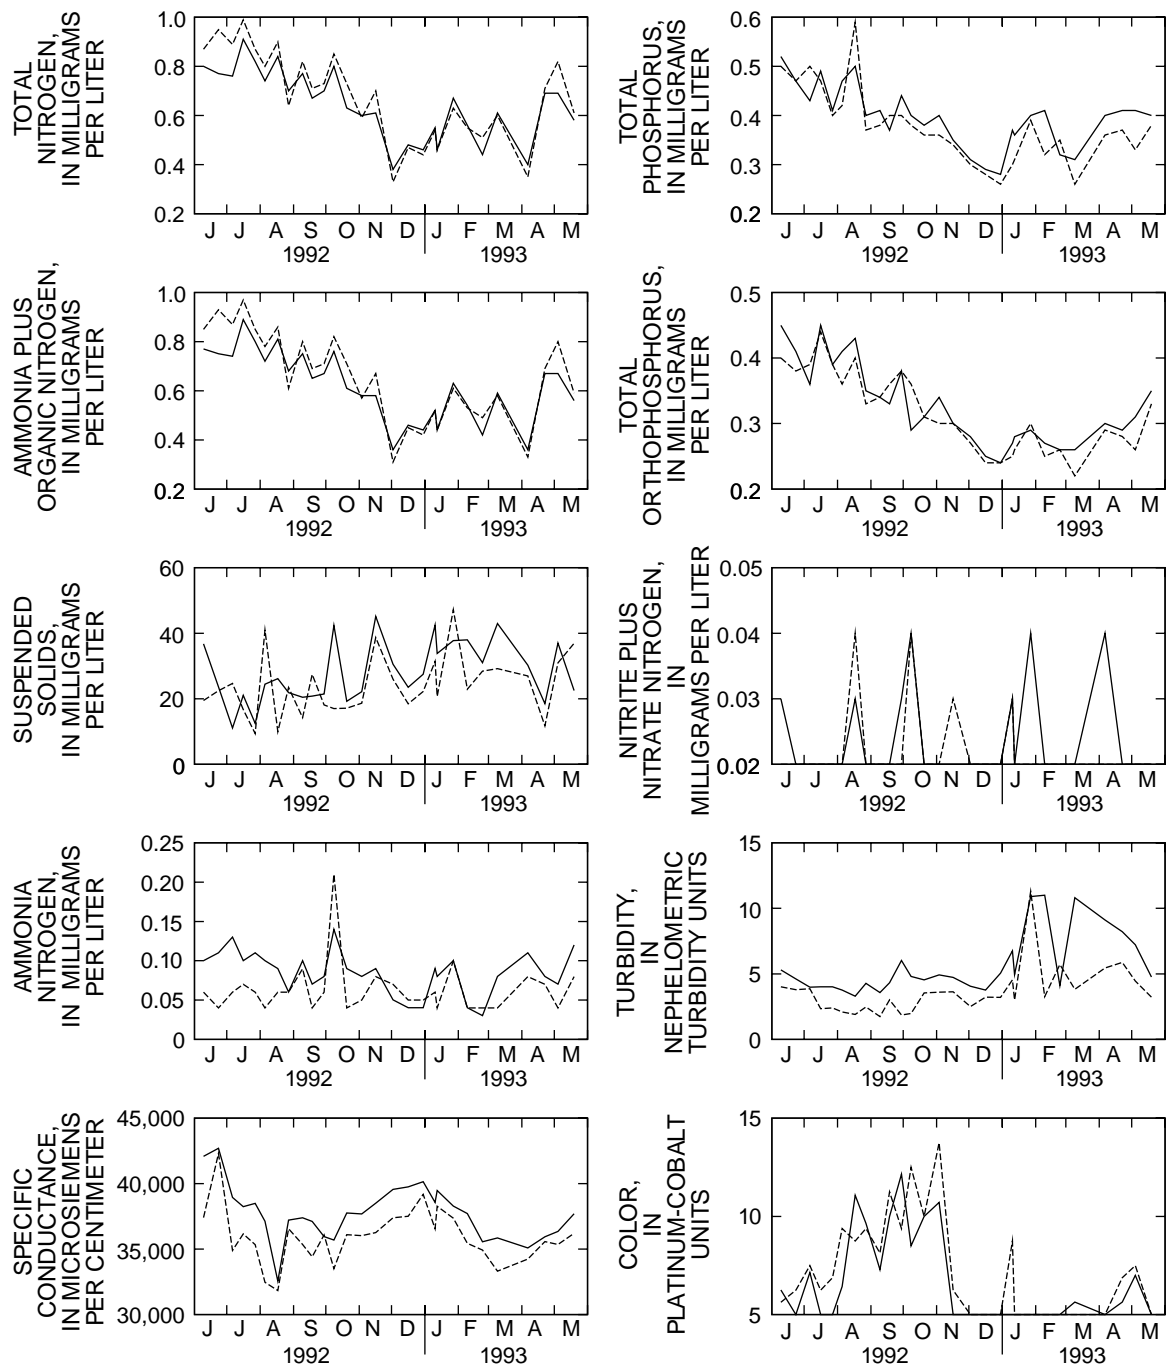 TOTAL
NITROGEN,
IN MILLIGRAMS
PER LITER
1.0
0.8
0.6
0.4
0.2
J J A S O N D J F M A M
1992 1993
TOTAL
PHOSPHORUS,
IN MILLIGRAMS
PER LITER
0.6
0.5
0.4
0.3
0.2
J J A S O N D J F M A M
1992 1993
AMMONIA PLUS
ORGANIC NITROGEN,
IN MILLIGRAMS
PER LITER
1.0
0.8
0.6
0.4
0.2
J J A S O N D J F M A M
1992 1993
TOTAL
ORTHOPHOSPHORUS,
IN MILLIGRAMS
PER LITER
0.5
0.4
0.3
0.2
J J A S O N D J F M A M
1992 1993
SUSPENDED
SOLIDS,
IN MILLIGRAMS
PER LITER
60
40
20
0
J J A S O N D J F M A M
1992 1993
NITRITE PLUS
NITRATE NITROGEN,
IN
MILLIGRAMS PER LITER
0.05
0.04
0.03
0.02
J J A S O N D J F M A M
1992 1993
AMMONIA
NITROGEN,
IN MILLIGRAMS
PER LITER
0.25
0.20
0.15
0.10
0.05
0
J J A S O N D J F M A M
1992 1993
TURBIDITY,
IN
NEPHELOMETRIC
TURBIDITY UNITS
15
10
5
0
J J A S O N D J F M A M
1992 1993
SPECIFIC
CONDUCTANCE,
IN MICROSIEMENS
PER CENTIMETER
45,000
40,000
35,000
30,000
J J A S O N D J F M A M
1992 1993
COLOR,
IN
PLATINUM-COBALT
UNITS
15
10
5
J J A S O N D J F M A M
1992 1993